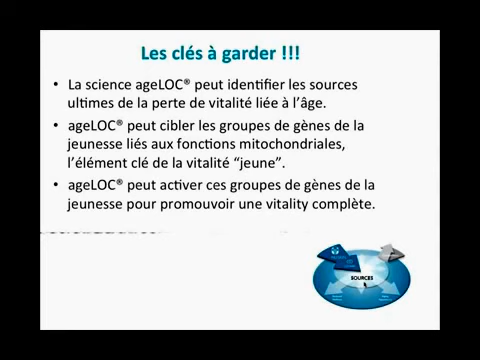 Les clés à garder !!!
• La science ageLOC® peut identifier les sources
ultimes de la perte de vitalité liée à l’âge.
• ageLOC® peut cibler les groupes de gènes de la
jeunesse liés aux fonctions mitochondriales,
l’élément clé de la vitalité “jeune”.
• ageLOC® peut activer ces groupes de gènes de la
jeunesse pour promouvoir une vitality complète.
SOURCES